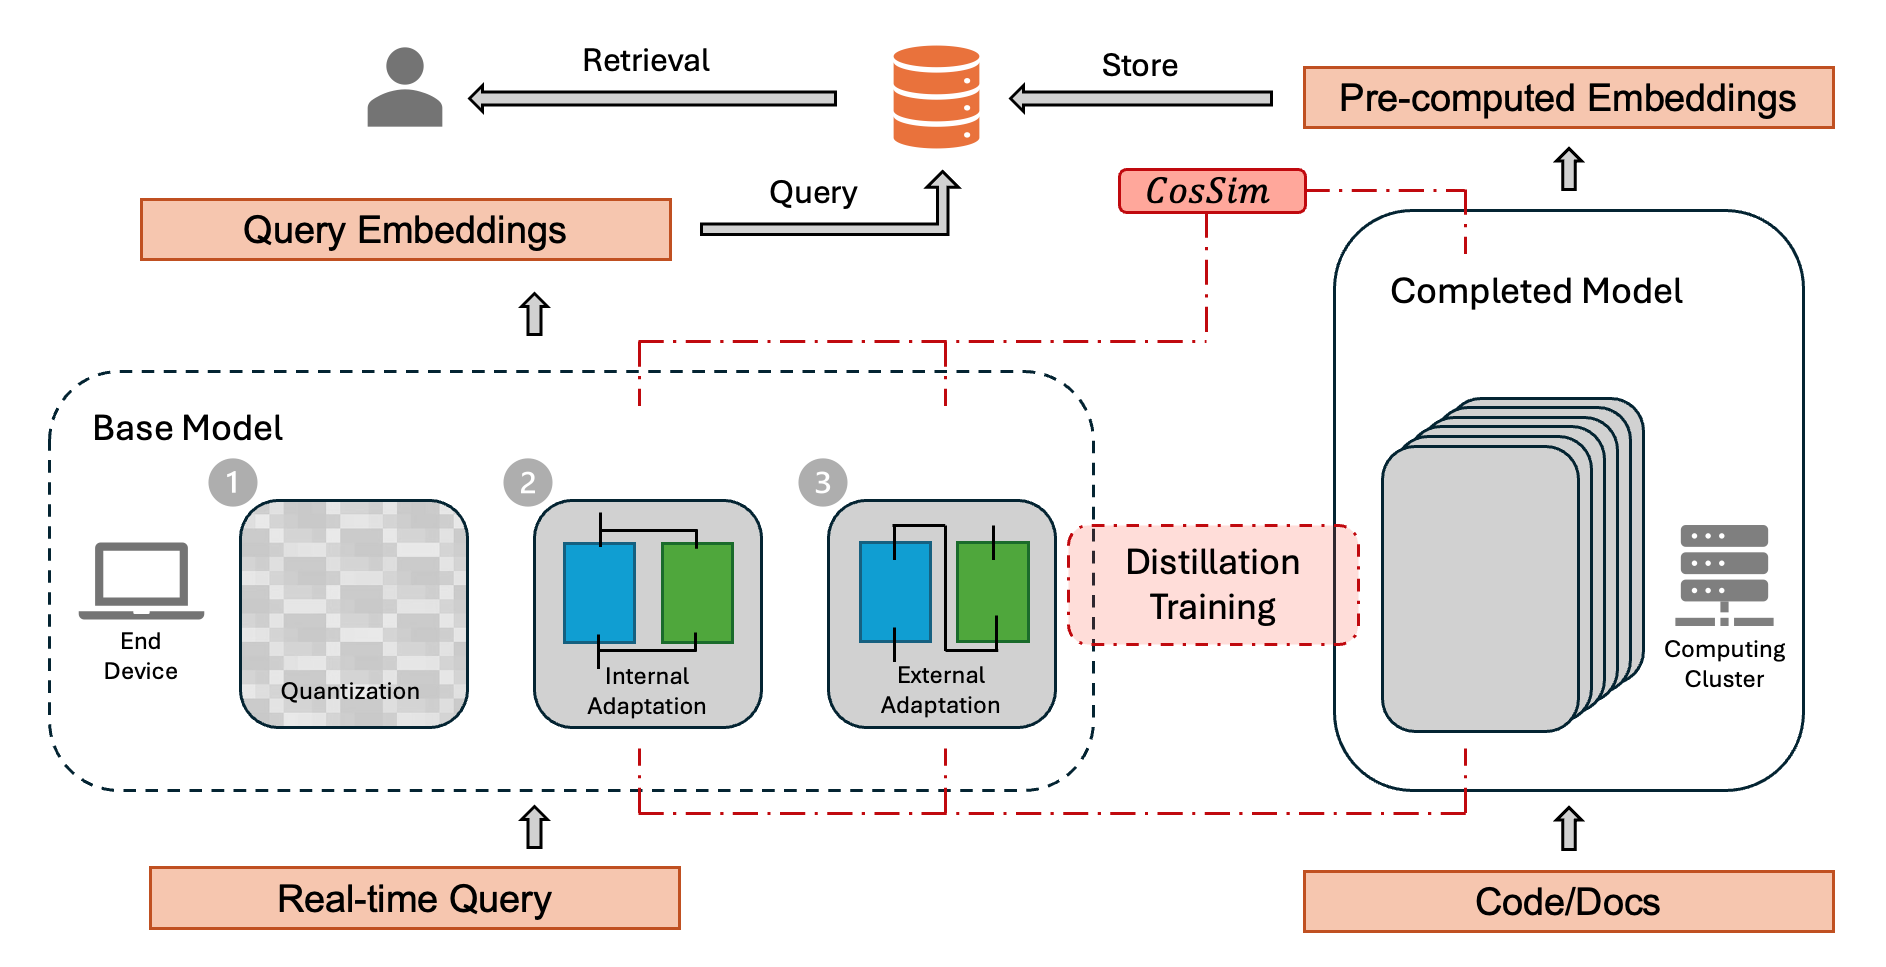 Retrieval
Store
Pre-computed Embeddings
Query
CosSim
Query Embeddings
Completed Model
Base Model
1
2
3
Distillation
Training
End
Device
Quantization
Internal
Adaptation
External
Adaptation
Computing
Cluster
Real-time Query
Code/Docs